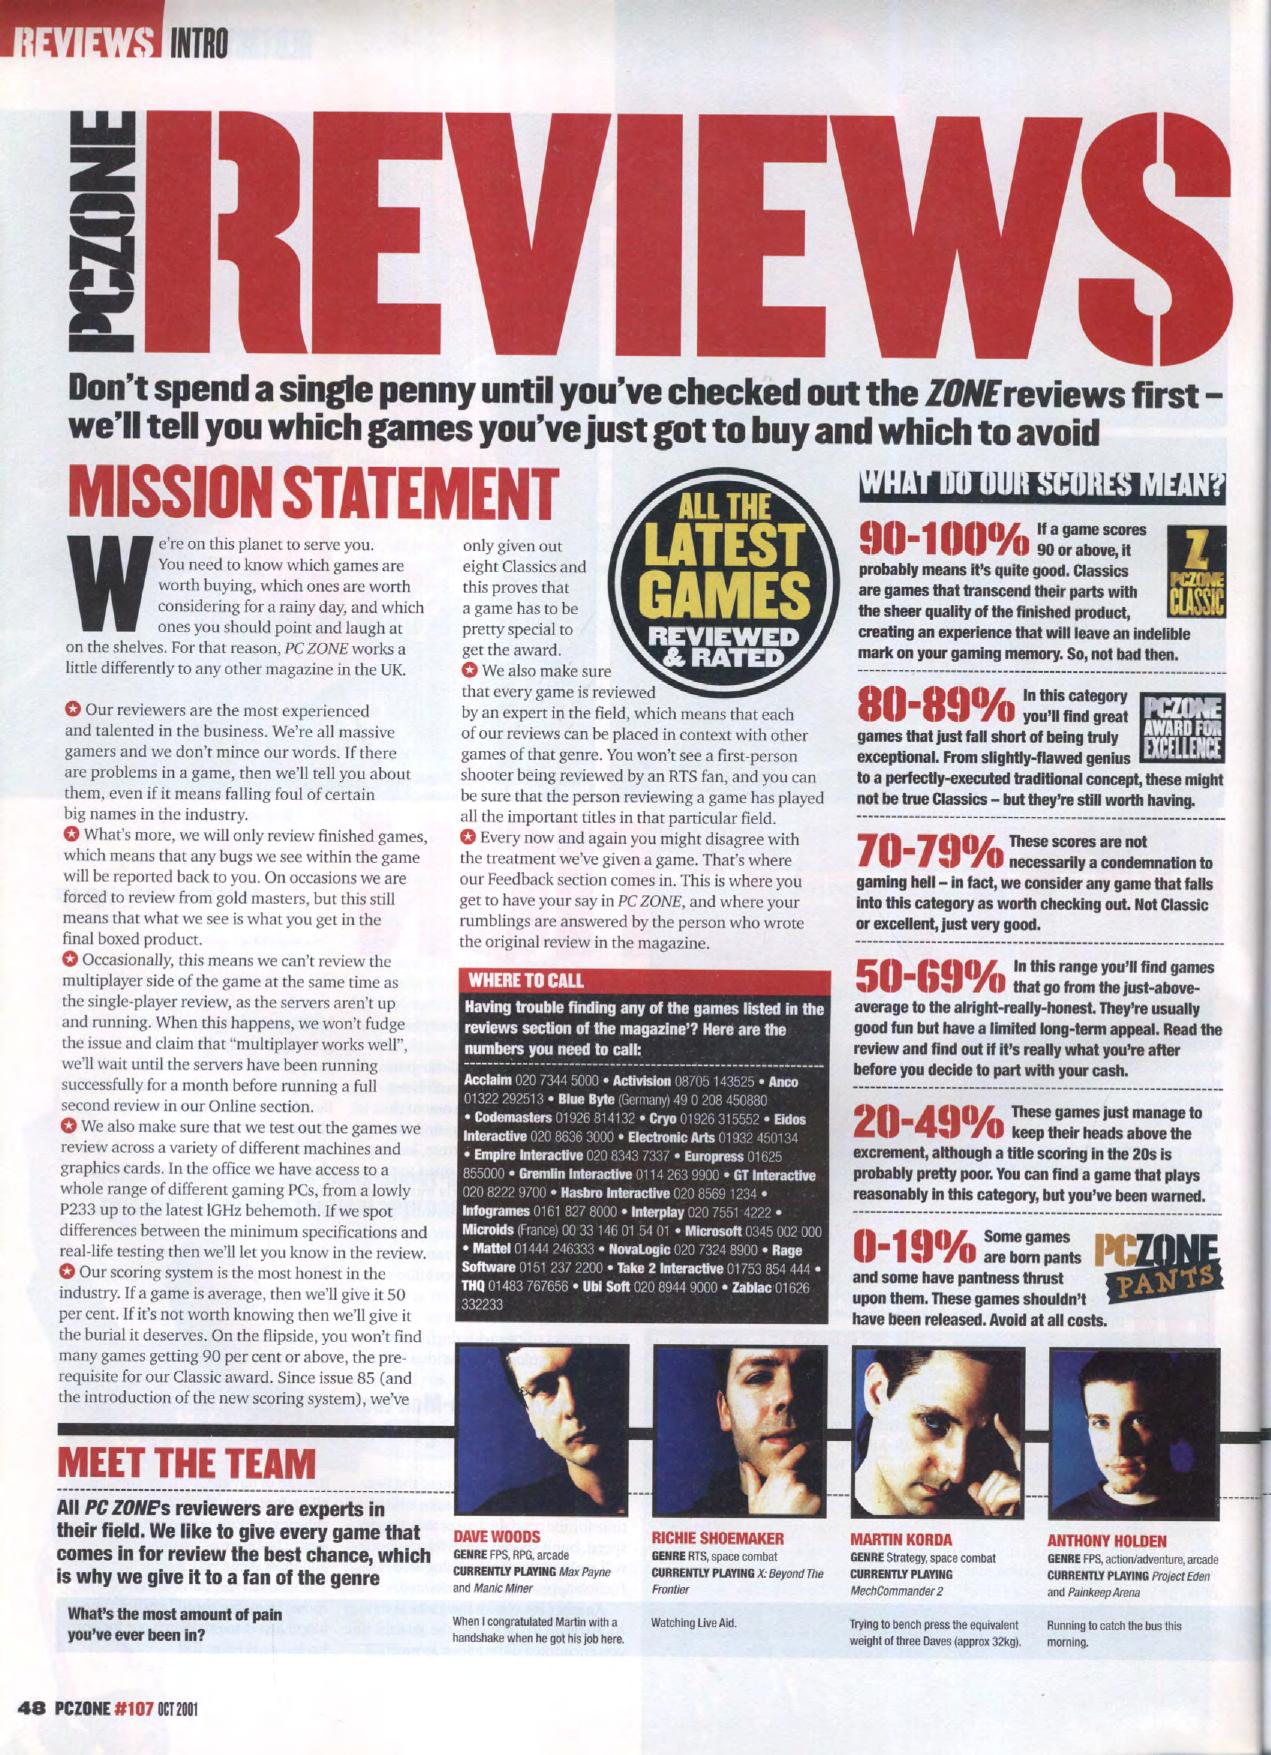 REVIEWS INTRO
PCZONE
REVIEWS
Don't spend a single penny until you've checked out the ZONE reviews first –
we'll tell you which games you've just got to buy and which to avoid
MISSION STATEMENT
We're on this planet to serve you.
You need to know which games are
worth buying, which ones are worth
considering for a rainy day, and which
ones you should point and laugh at
on the shelves. For that reason, PC ZONE works a
little differently to any other magazine in the UK.
Our reviewers are the most experienced
and talented in the business. We're all massive
gamers and we don't mince our words. If there
are problems in a game, then we'll tell you about
them, even if it means falling foul of certain
big names in the industry.
What's more, we will only review finished games,
which means that any bugs we see within the game
will be reported back to you. On occasions we are
forced to review from gold masters, but this still
means that what we see is what you get in the
final boxed product.
Occasionally, this means we can't review the
multiplayer side of the game at the same time as
the single-player review, as the servers aren't up
and running. When this happens, we won't fudge
the issue and claim that “multiplayer works well”,
we'll wait until the servers have been running
successfully for a month before running a full
second review in our Online section.
We also make sure that we test out the games we
review across a variety of different machines and
graphics cards. In the office we have access to a
whole range of different gaming PCs, from a lowly
P233 up to the latest 1GHz behemoth. If we spot
differences between the minimum specifications and
real-life testing then we'll let you know in the review.
Our scoring system is the most honest in the
industry. If a game is average, then we'll give it 50
per cent. If it's not worth knowing then we'll give it
the burial it deserves. On the flipside, you won't find
many games getting 90 per cent or above, the pre-
requisite for our Classic award. Since issue 85 (and
the introduction of the new scoring system), we've
only given out
eight Classics and
this proves that
a game has to be
pretty special to
get the award.
We also make sure
that every game is reviewed
by an expert in the field, which means that each
of our reviews can be placed in context with other
games of that genre. You won't see a first-person
shooter being reviewed by an RTS fan, and you can
be sure that the person reviewing a game has played
all the important titles in that particular field.
Every now and again you might disagree with
the treatment we've given a game. That's where
our Feedback section comes in. This is where you
get to have your say in PC ZONE, and where your
rumblings are answered by the person who wrote
the original review in the magazine.
ALL THE
LATEST
GAMES
REVIEWED
& RATED
WHERE TO CALL
Having trouble finding any of the games listed in the
reviews section of the magazine'? Here are the
numbers you need to call:
Acclaim 020 7344 5000 • Activision 08705 143525 • Anco
01322 292513 • Blue Byte (Germany) 49 0 208 450880
• Codemasters 01926 814132 • Cryo 01926 315552 • Eidos
Interactive 020 8636 3000 • Electronic Arts 01932 450134
• Empire Interactive 020 8343 7337 • Europress 01625
855000 • Gremlin Interactive 0114 263 9900 • GT Interactive
020 8222 9700 • Hasbro Interactive 020 8569 1234 •
Infogrames 0161 827 8000 • Interplay 020 7551 4222 •
Microids (France) 00 33 146 01 54 01 • Microsoft 0345 002 000
• Mattel 01444 246333 • NovaLogic 020 7324 8900 • Rage
Software 0151 237 2200 • Take 2 Interactive 01753 854 444 •
THQ 01483 767656 • Ubi Soft 020 8944 9000 • Zablac 01626
332233
WHAT DO OUR SCORES MEAN?
90-100% If a game scores
90 or above, it
probably means it's quite good. Classics
are games that transcend their parts with
the sheer quality of the finished product,
creating an experience that will leave an indelible
mark on your gaming memory. So, not bad then.
Z
PCZONE
CLASSIC
80-89% In this category
you'll find great
games that just fall short of being truly
exceptional. From slightly-flawed genius
to a perfectly-executed traditional concept, these might
not be true Classics – but they're still worth having.
PCZONE
AWARD FOR
EXCELLENCE
70-79% These scores are not
necessarily a condemnation to
gaming hell – in fact, we consider any game that falls
into this category as worth checking out. Not Classic
or excellent, just very good.
50-69% In this range you'll find games
that go from the just-above-
average to the alright-really-honest. They're usually
good fun but have a limited long-term appeal. Read the
review and find out if it's really what you're after
before you decide to part with your cash.
20-49% These games just manage to
keep their heads above the
excrement, although a title scoring in the 20s is
probably pretty poor. You can find a game that plays
reasonably in this category, but you've been warned.
0-19% Some games
are born pants
and some have pantness thrust
upon them. These games shouldn't
have been released. Avoid at all costs.
PCZONE
PANTS
MEET THE TEAM
All PC ZONE's reviewers are experts in
their field. We like to give every game that
comes in for review the best chance, which
is why we give it to a fan of the genre
What's the most amount of pain
you've ever been in?
DAVE WOODS
GENRE FPS, RPG, arcade
CURRENTLY PLAYING Max Payne
and Manic Miner
When I congratulated Martin with a
handshake when he got his job here.
RICHIE SHOEMAKER
GENRE RTS, space combat
CURRENTLY PLAYING X: Beyond The
Frontier
Watching Live Aid.
MARTIN KORDA
GENRE Strategy, space combat
CURRENTLY PLAYING
MechCommander 2
Trying to bench press the equivalent
weight of three Daves (approx 32kg).
ANTHONY HOLDEN
GENRE FPS, action/adventure, arcade
CURRENTLY PLAYING Project Eden
and Painkeep Arena
Running to catch the bus this
morning.
48 PCZONE #107 OCT 2001